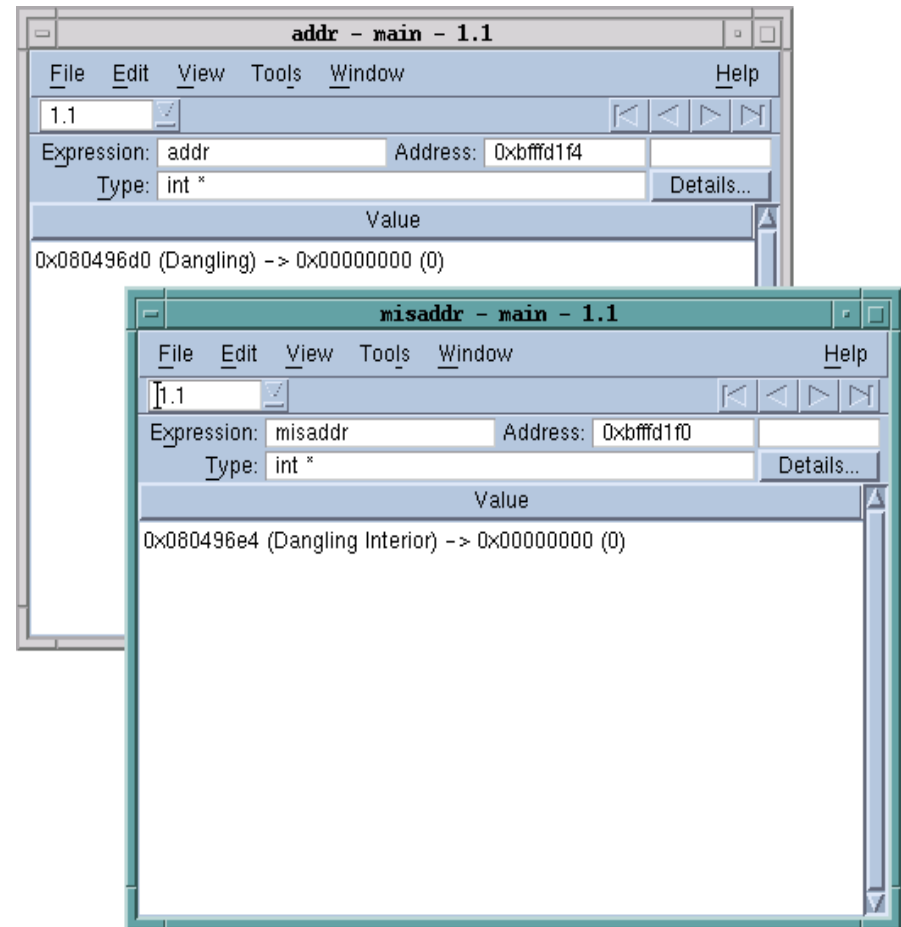 addr - main - 1.1
File Edit View Tools Window Help
1.1
Expression: addr Address: 0xbfffd1f4
Type: int * Details...
Value
0x080496d0 (Dangling) -> 0x00000000 (0)
misaddr - main - 1.1
File Edit View Tools Window Help
1.1
Expression: misaddr Address: 0xbfffd1f0
Type: int * Details...
Value
0x080496e4 (Dangling Interior) -> 0x00000000 (0)